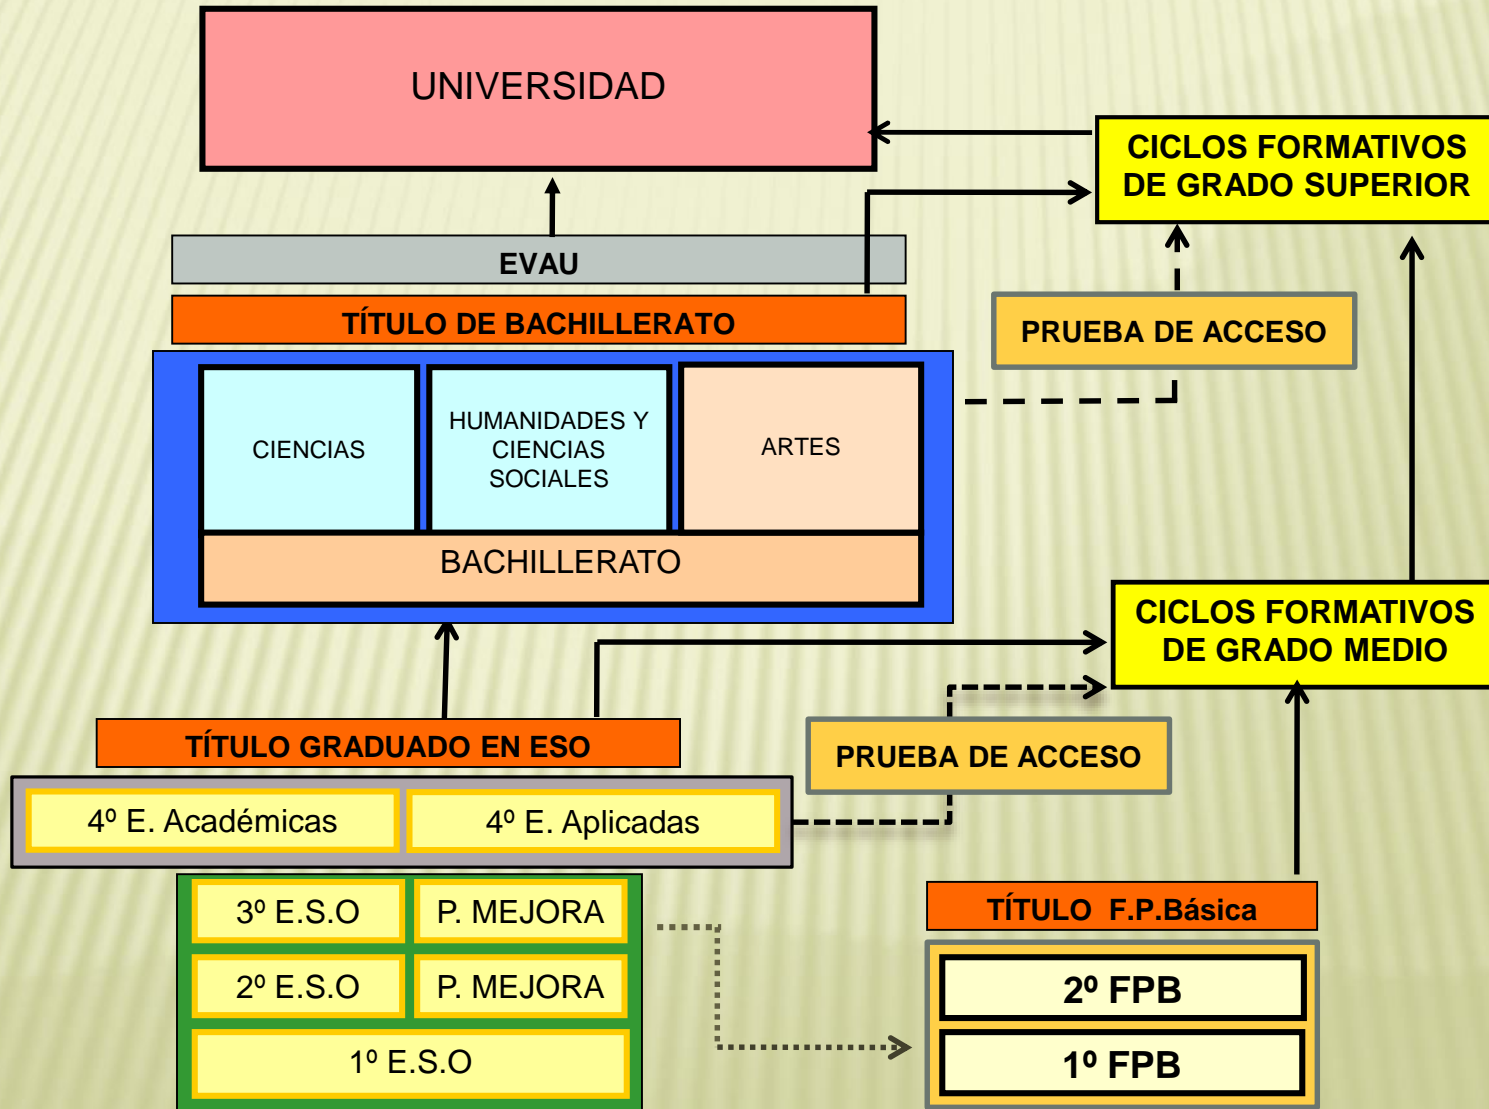 UNIVERSIDAD
CICLOS FORMATIVOS
DE GRADO SUPERIOR
EVAU
TÍTULO DE BACHILLERATO
PRUEBA DE ACCESO
CIENCIAS
HUMANIDADES Y
CIENCIAS
SOCIALES
ARTES
BACHILLERATO
CICLOS FORMATIVOS
DE GRADO MEDIO
TÍTULO GRADUADO EN ESO
PRUEBA DE ACCESO
4º E. Académicas
4º E. Aplicadas
3º E.S.O
P. MEJORA
TÍTULO F.P.Básica
2º E.S.O
P. MEJORA
2º FPB
1º E.S.O
1º FPB